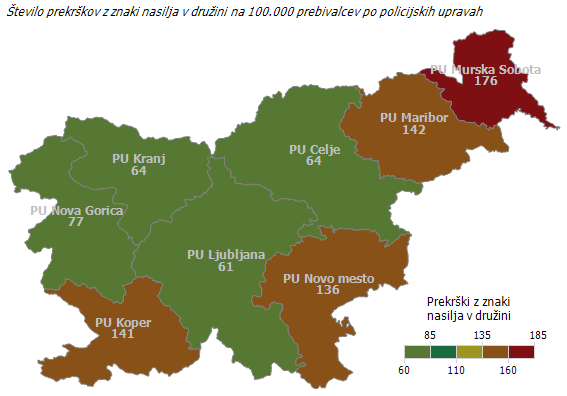 Število prekrškov z znaki nasilja v družini na 100.000 prebivalcev po policijskih upravah
PU Murska Sobota
176
PU Maribor
142
PU Celje
64
PU Kranj
64
PU Nova Gorica
77
PU Ljubljana
61
PU Novo mesto
136
PU Koper
141
Prekrški z znaki
nasilja v družini
85 135 185
60 110 160